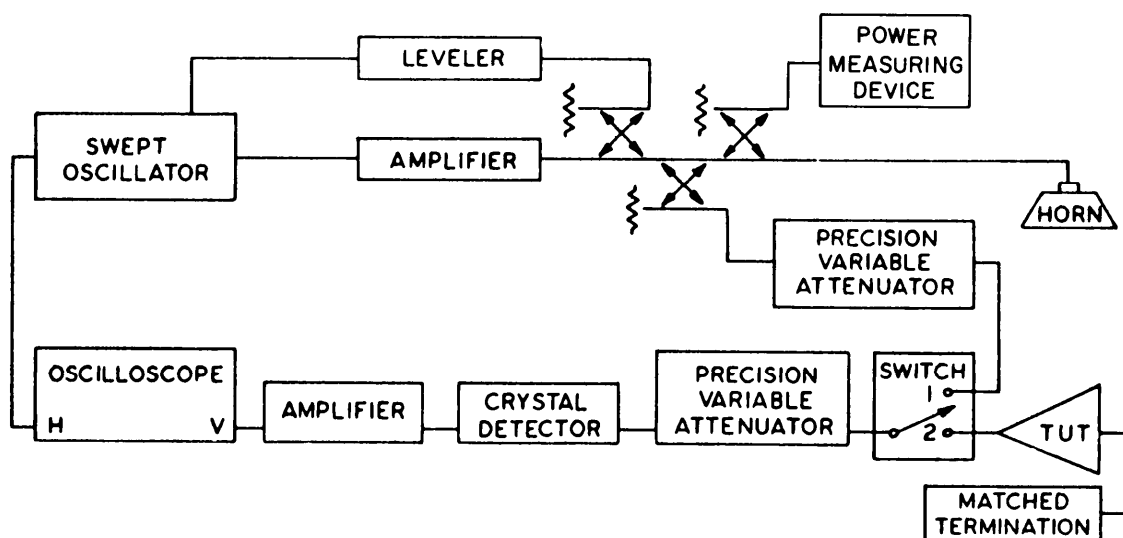 LEVELER
POWER
MEASURING
DEVICE
SWEPT
OSCILLATOR
AMPLIFIER
HORN
PRECISION
VARIABLE
ATTENUATOR
OSCILLOSCOPE
H
V
AMPLIFIER
CRYSTAL
DETECTOR
PRECISION
VARIABLE
ATTENUATOR
SWITCH
1
2
TUT
MATCHED
TERMINATION